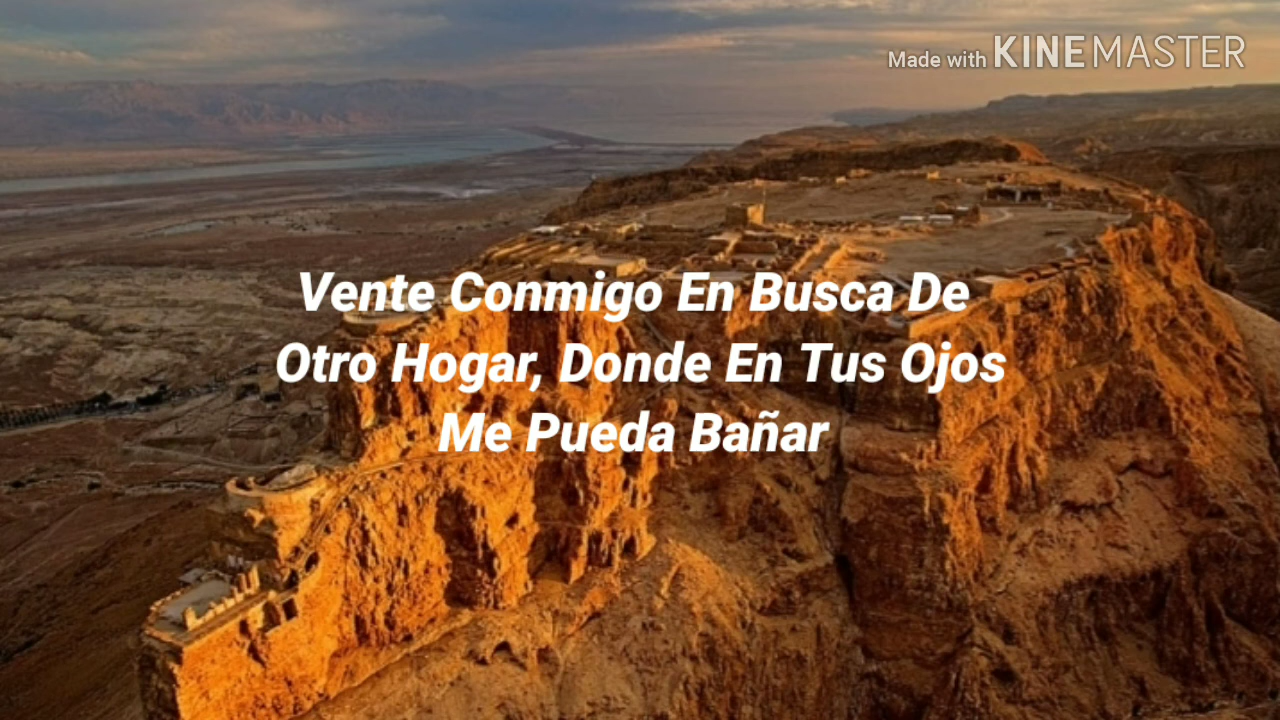 Made with KINEMASTER
Vente Conmigo En Busca De
Otro Hogar, Donde En Tus Ojos
Me Pueda Bañar